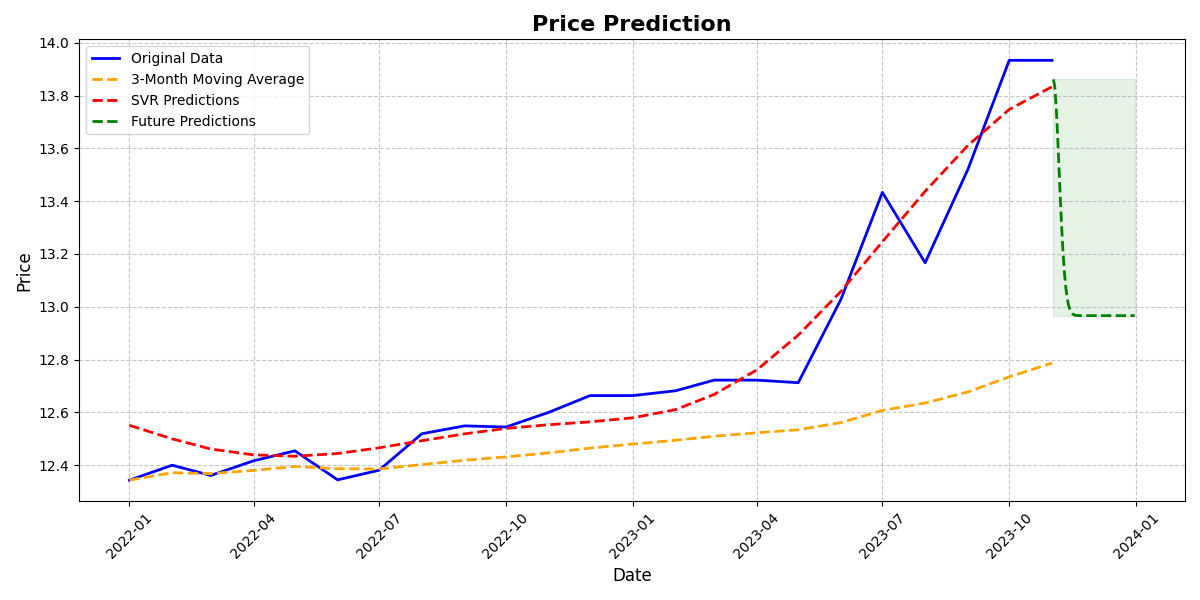 Price Prediction
14.0
13.8
13.6
13.4
13.2
13.0
12.8
12.6
12.4
Price
Original Data
3-Month Moving Average
SVR Predictions
Future Predictions
2022-01
2022-04
2022-07
2022-10
2023-01
2023-04
2023-07
2023-10
2024-01
Date